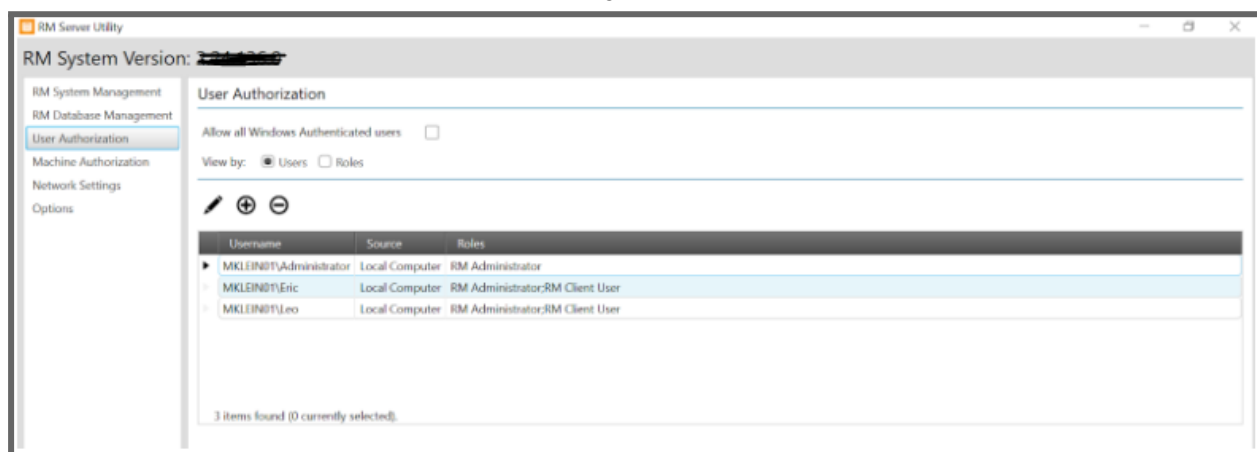 RM Server Utility
RM System Version:
RM System Management
RM Database Management
User Authorization
Machine Authorization
Network Settings
Options
User Authorization
Allow all Windows Authenticated users
View by: Users Roles
Username Source Roles
MKLEIN01\Administrator Local Computer RM Administrator
MKLEIN01\Eric Local Computer RM Administrator;RM Client User
MKLEIN01\Leo Local Computer RM Administrator;RM Client User
3 items found (0 currently selected).